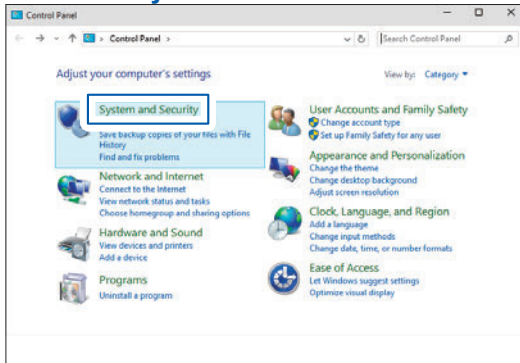 Control Panel
Control Panel
Search Control Panel
Adjust your computer's settings
View by: Category
System and Security
Save backup copies of your files with File
History
Find and fix problems
Network and Internet
Connect to the Internet
View network status and tasks
Choose homegroup and sharing options
Hardware and Sound
View devices and printers
Add a device
Programs
Uninstall a program
User Accounts and Family Safety
Change account type
Set up Family Safety for any user
Appearance and Personalization
Change the theme
Change desktop background
Adjust screen resolution
Clock, Language, and Region
Add a language
Change input methods
Change date, time, or number formats
Ease of Access
Let Windows suggest settings
Optimize visual display